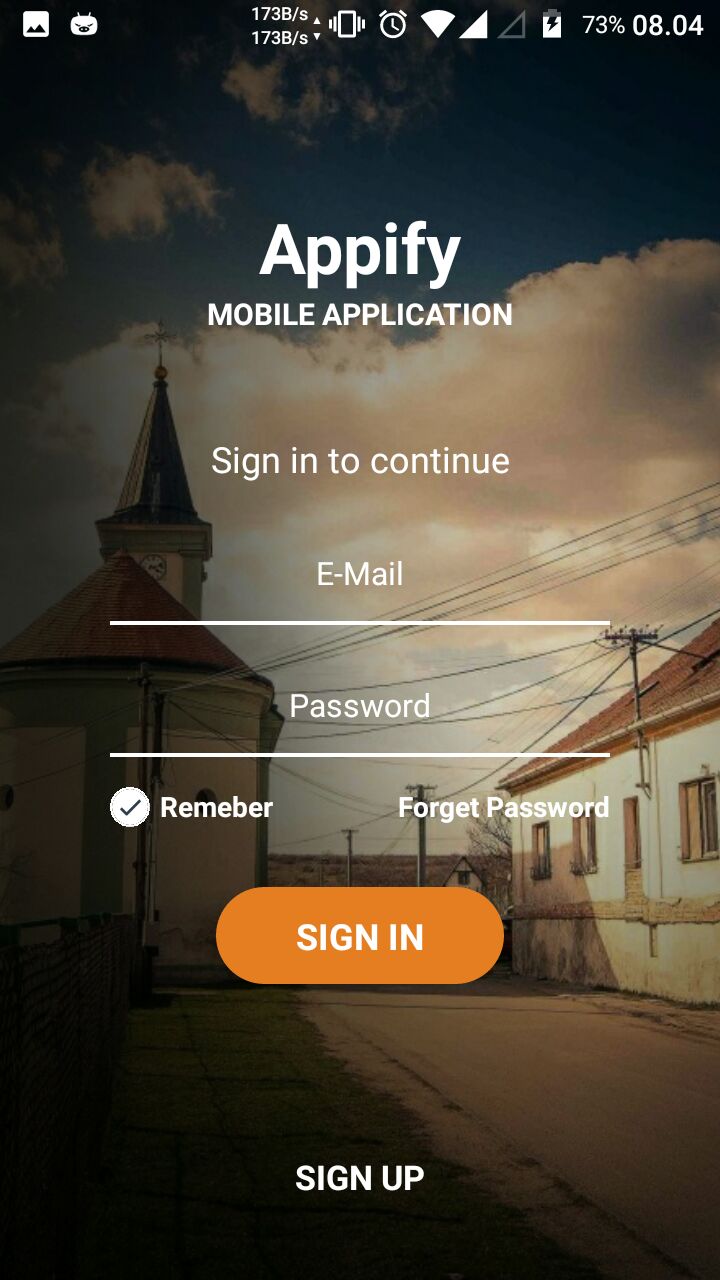 173B/s
173B/s
73% 08.04
Appify
MOBILE APPLICATION
Sign in to continue
E-Mail
Password
Remeber Forget Password
SIGN IN
SIGN UP